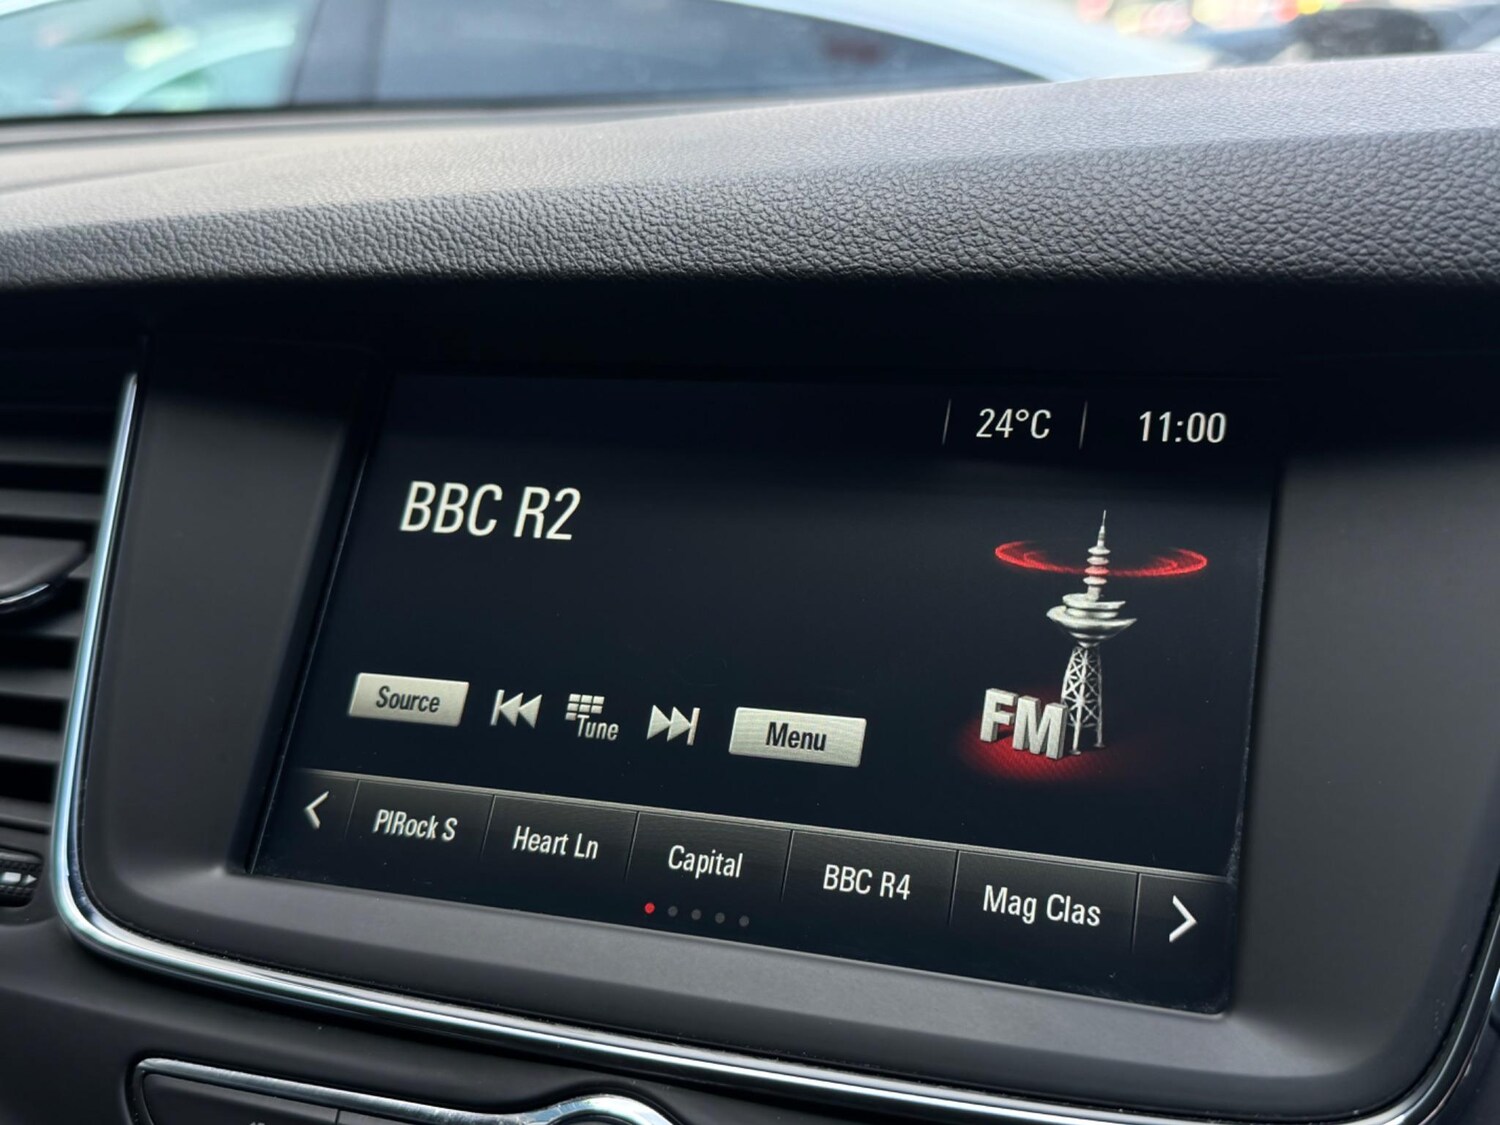 24°C 11:00
BBC R2
FM
Source Tune Menu
PlRock S Heart Ln Capital BBC R4 Mag Clas